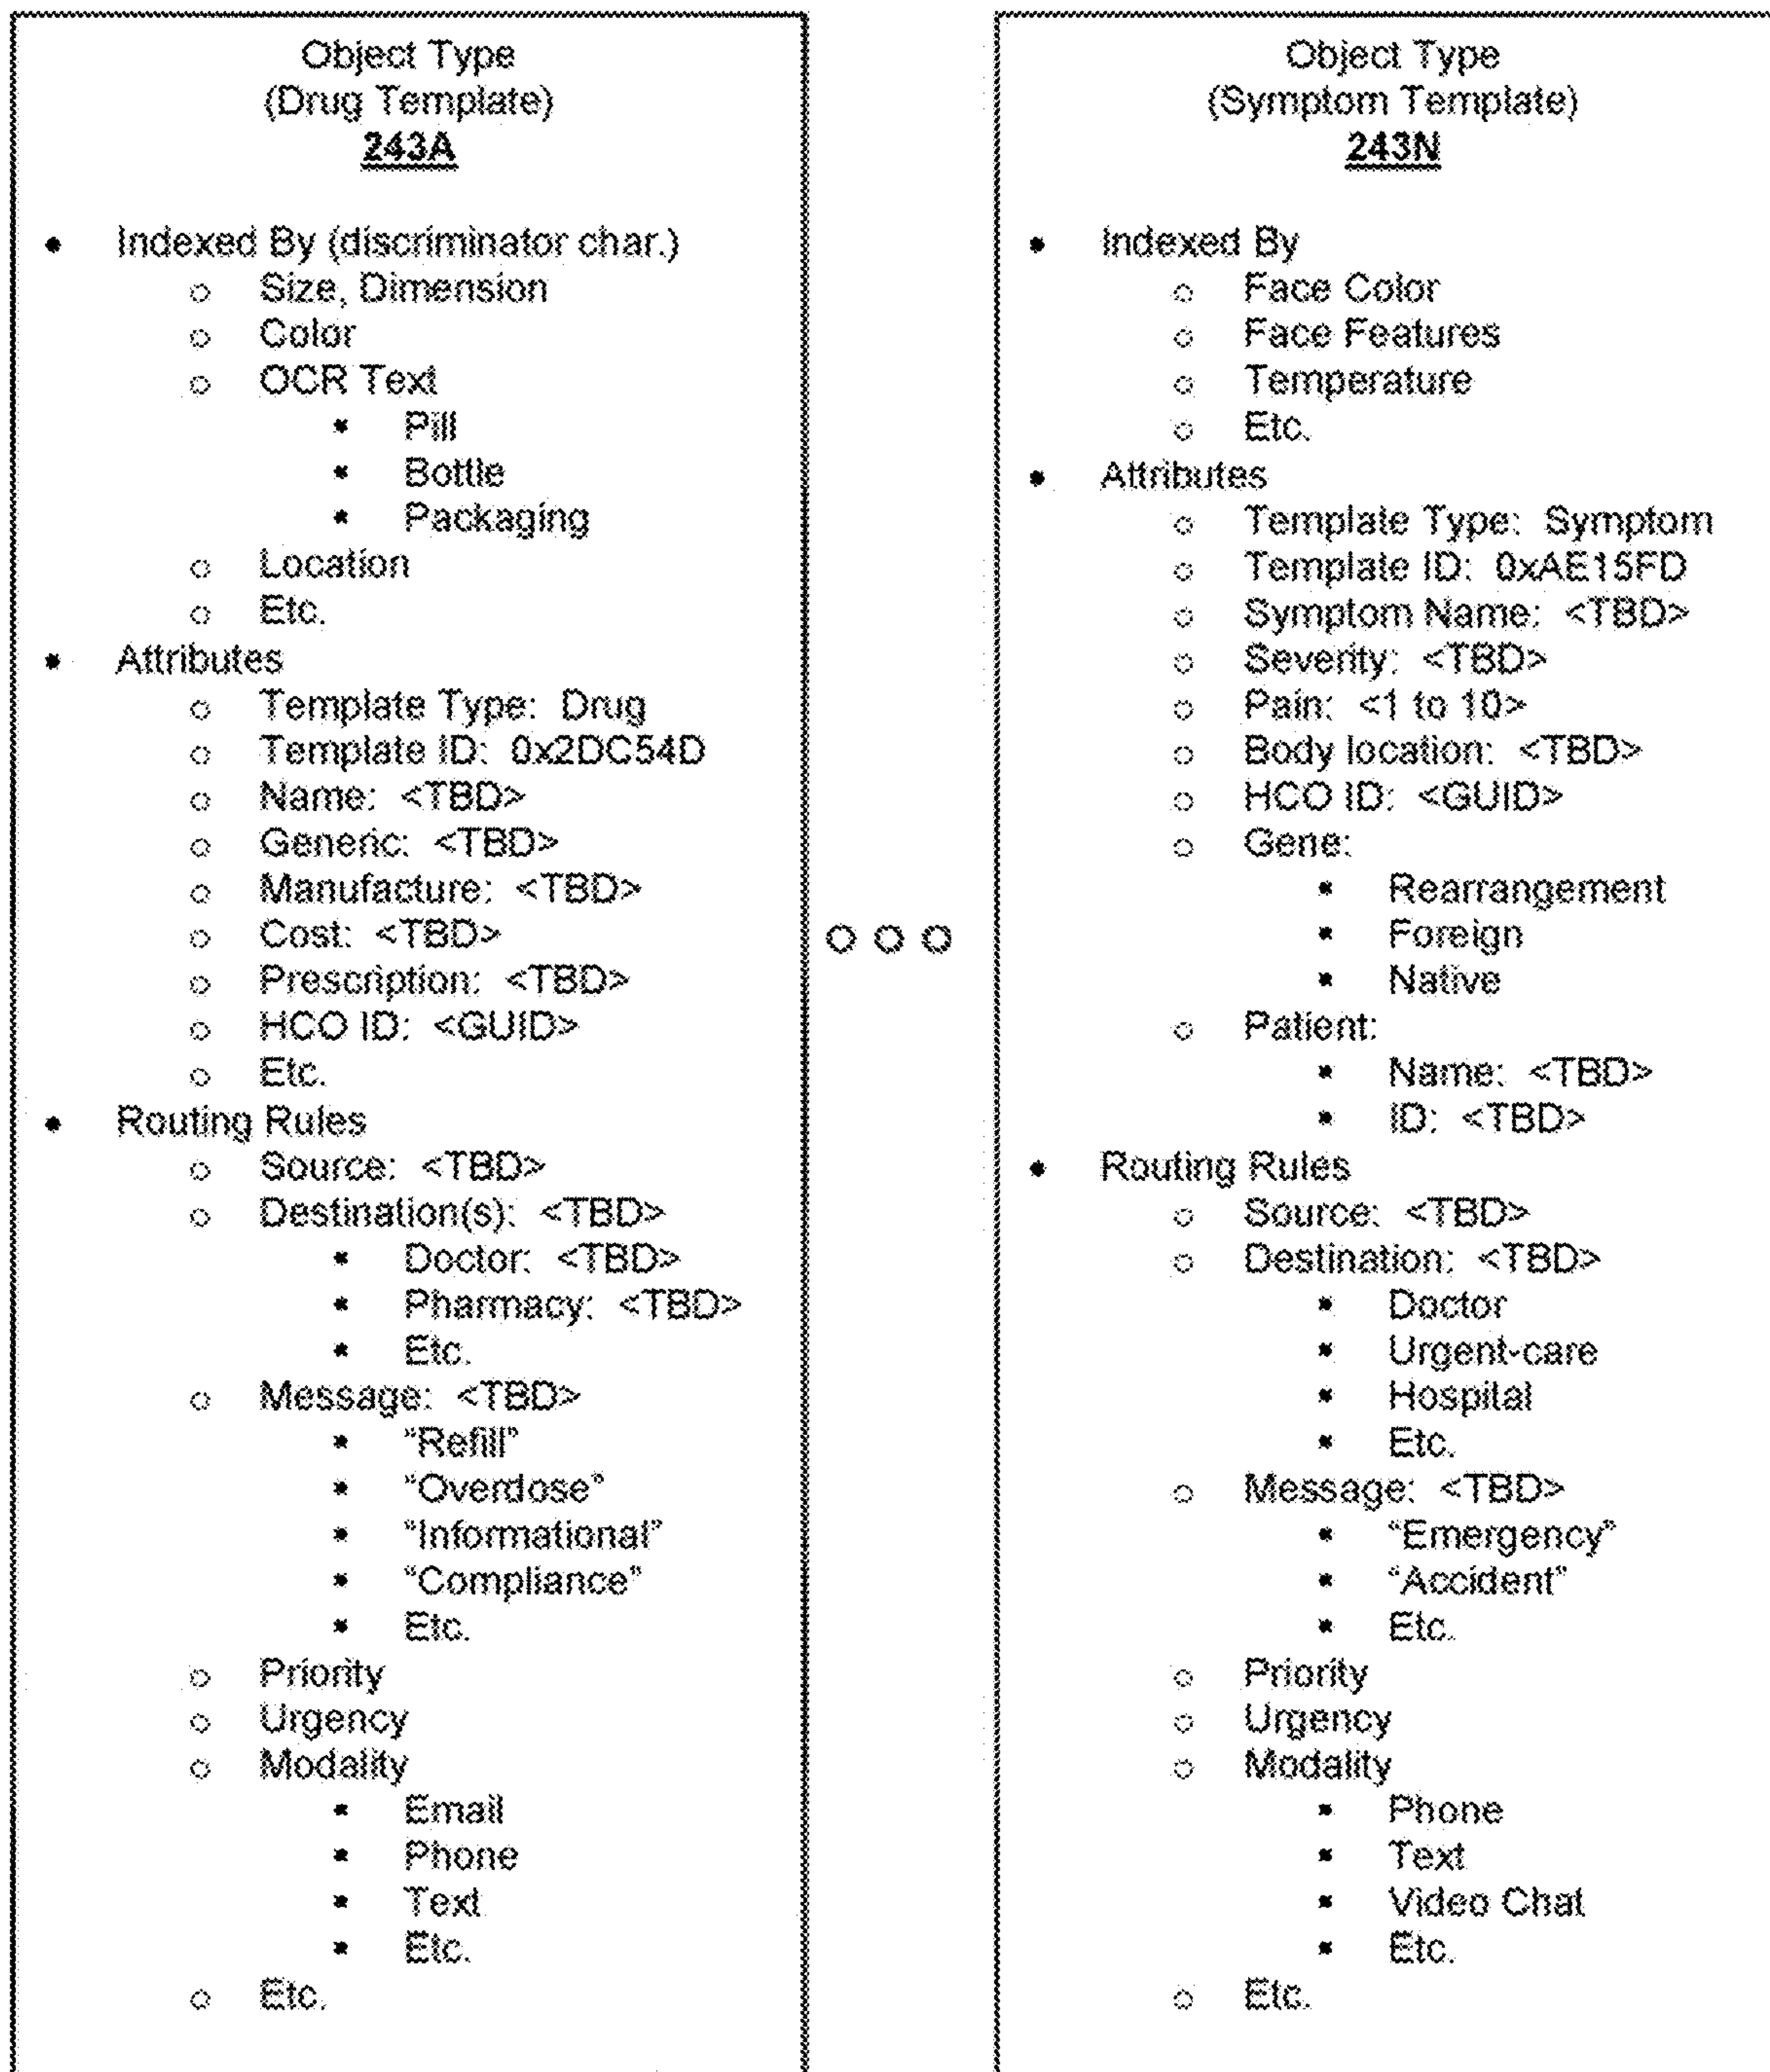 Object Type
(Drug Template)
243A
Indexed By (discriminator char.)
Size, Dimension
Color
OCR Text
Pill
Bottle
Packaging
Location
Etc.
Attributes
Template Type: Drug
Template ID: 0x2DC54D
Name: <TBD>
Generic: <TBD>
Manufacture: <TBD>
Cost: <TBD>
Prescription: <TBD>
HCO ID: <GUID>
Etc.
Routing Rules
Source: <TBD>
Destination(s): <TBD>
Doctor: <TBD>
Pharmacy: <TBD>
Etc.
Message: <TBD>
“Refill”
“Overdose”
“Informational”
“Compliance”
Etc.
Priority
Urgency
Modality
Email
Phone
Text
Etc.
Etc.
Object Type
(Symptom Template)
243N
Indexed By
Face Color
Face Features
Temperature
Etc.
Attributes
Template Type: Symptom
Template ID: 0xAE15FD
Symptom Name: <TBD>
Severity: <TBD>
Pain: <1 to 10>
Body location: <TBD>
HCO ID: <GUID>
Gene:
Rearrangement
Foreign
Native
Patient:
Name: <TBD>
ID: <TBD>
Routing Rules
Source: <TBD>
Destination: <TBD>
Doctor
Urgent-care
Hospital
Etc.
Message: <TBD>
“Emergency”
“Accident”
Etc.
Priority
Urgency
Modality
Phone
Text
Video Chat
Etc.
Etc.